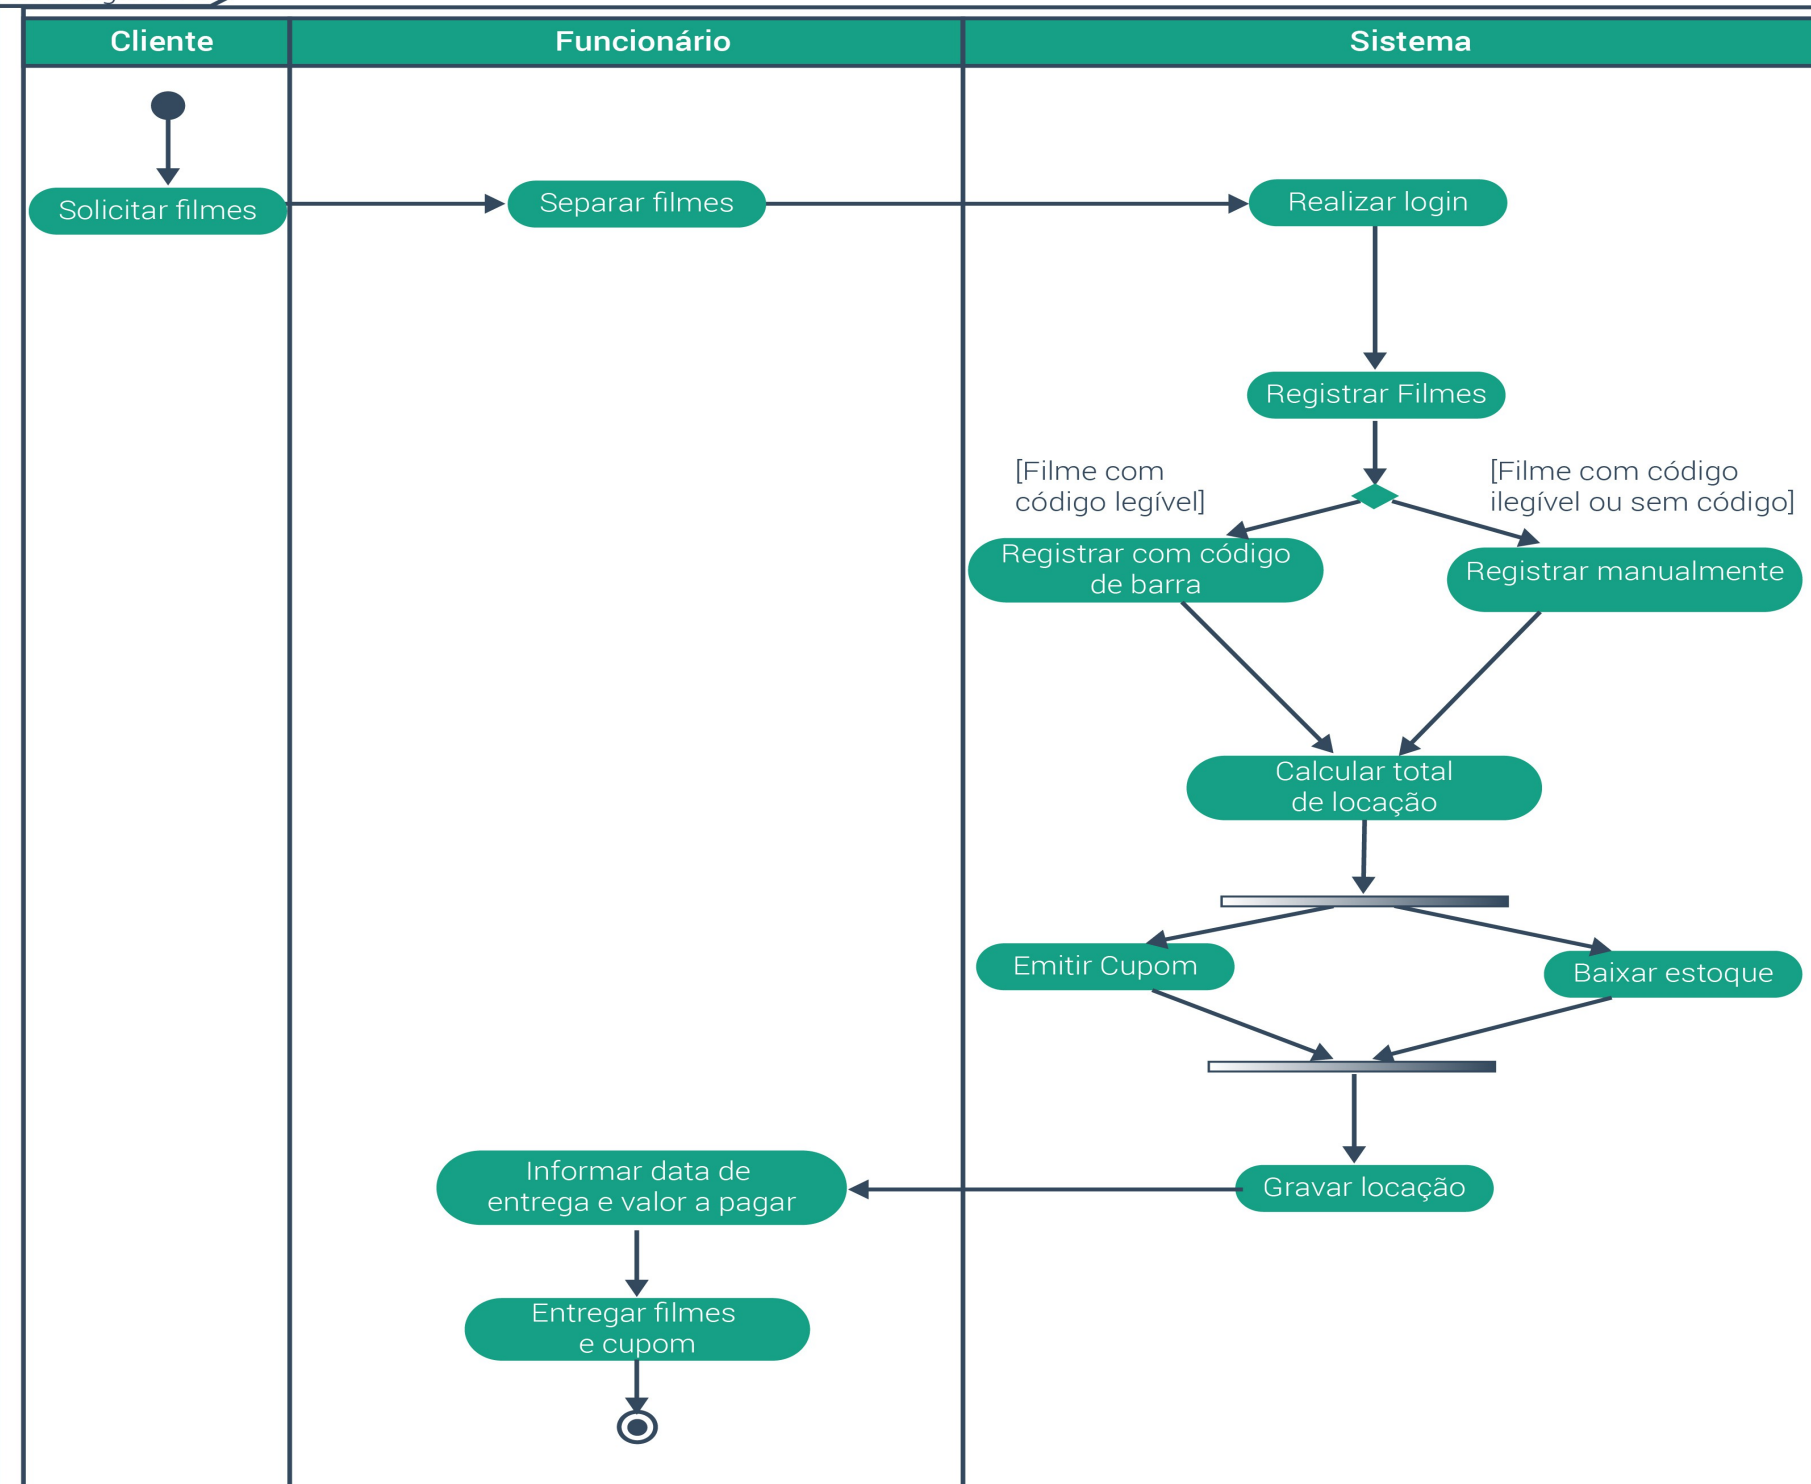 Cliente
Funcionário
Sistema
Solicitar filmes
Separar filmes
Realizar login
Registrar Filmes
[Filme com
código legível]
[Filme com código
ilegível ou sem código]
Registrar com código
de barra
Registrar manualmente
Calcular total
de locação
Emitir Cupom
Baixar estoque
Informar data de
entrega e valor a pagar
Gravar locação
Entregar filmes
e cupom